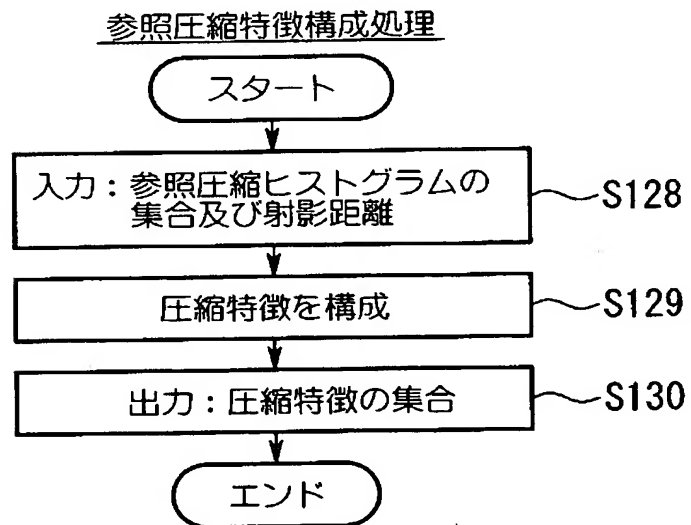 参照圧縮特徴構成処理
スタート
入力：参照圧縮ヒストグラムの
集合及び射影距離
S128
圧縮特徴を構成
S129
出力：圧縮特徴の集合
S130
エンド